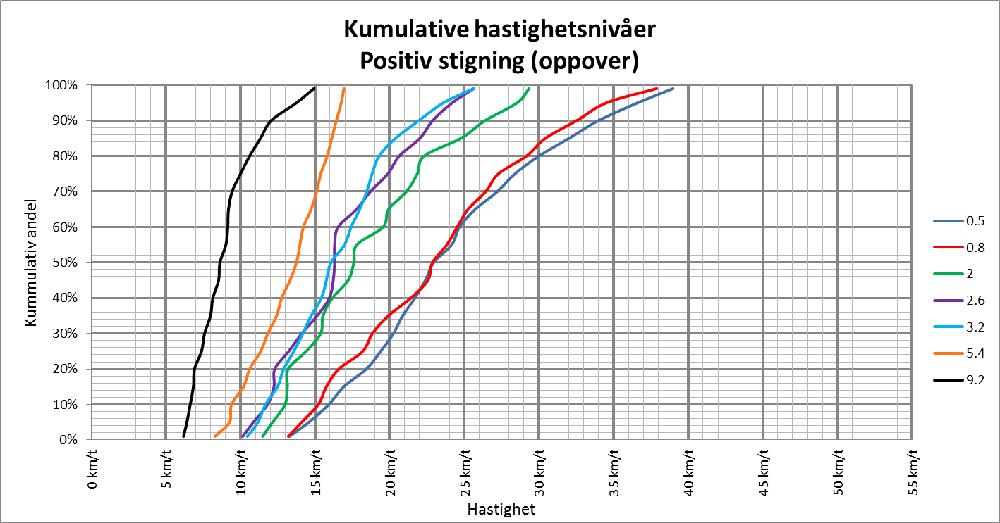 Kumulative hastighetsnivåer
Positiv stigning (oppover)
Kummulativ andel
100%
90%
80%
70%
60%
50%
40%
30%
20%
10%
0%
0 km/t
5 km/t
10 km/t
15 km/t
20 km/t
25 km/t
30 km/t
35 km/t
40 km/t
45 km/t
50 km/t
55 km/t
Hastighet
0.5
0.8
2
2.6
3.2
5.4
9.2